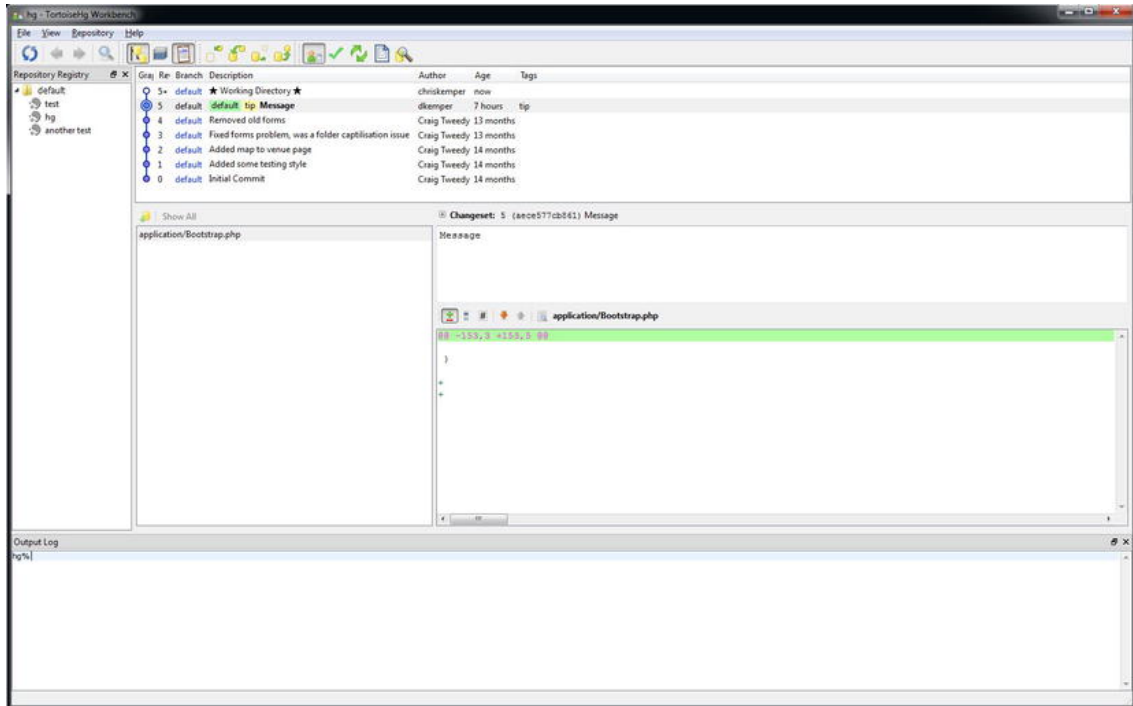 hg - TortoiseHg Workbench
File View Repository Help
Repository Registry
default
test
hg
another test
Graj Re Branch Description Author Age Tags
5+ default ★ Working Directory ★ chriskemper now
5 default default tip Message dkemper 7 hours tip
4 default Removed old forms Craig Tweedy 13 months
3 default Fixed forms problem, was a folder captilisation issue Craig Tweedy 13 months
2 default Added map to venue page Craig Tweedy 14 months
1 default Added some testing style Craig Tweedy 14 months
0 default Initial Commit Craig Tweedy 14 months
Show All
Changeset: 5 (aece577cb861) Message
application/Bootstrap.php
Message
# application/Bootstrap.php
@@ -153,3 +153,5 @@
}
+
+
Output Log
hg%